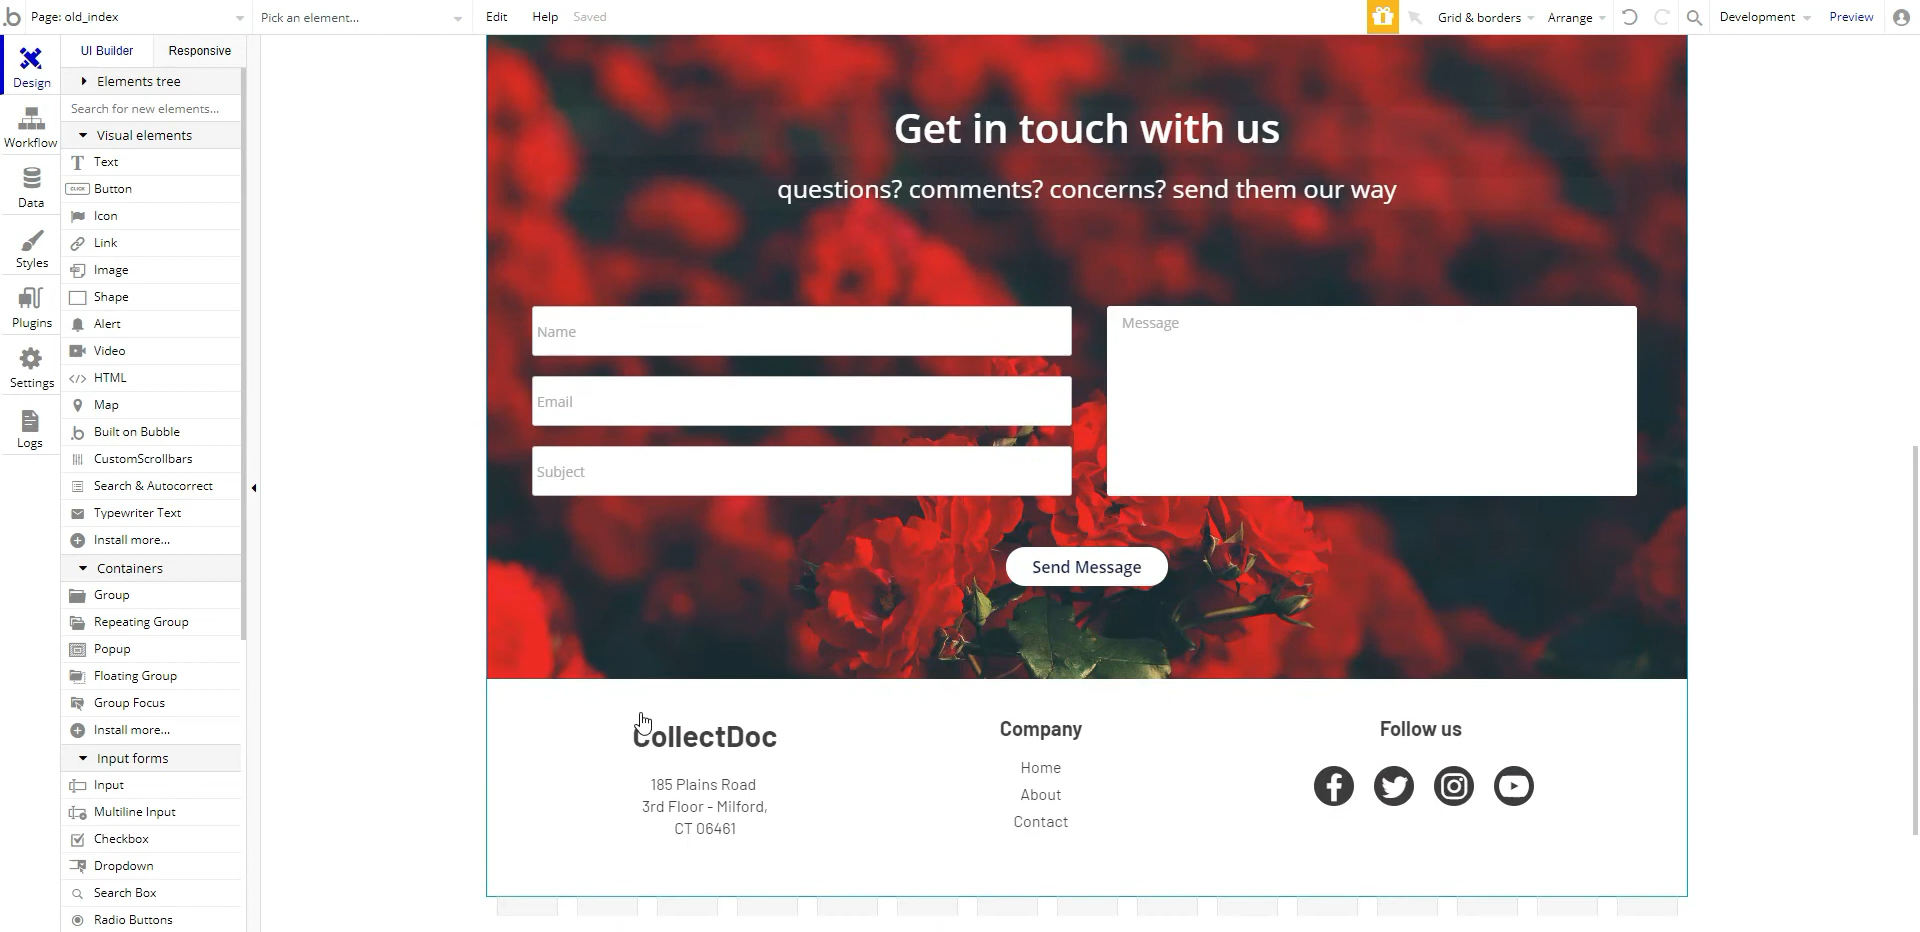 Page: old_index
Pick an element...
Edit
Help
Saved
Grid & borders
Arrange
Development
Preview
Design
Workflow
Data
Styles
Plugins
Settings
Logs
UI Builder
Responsive
Elements tree
Search for new elements...
Visual elements
Text
CLICK
Button
Icon
Link
Image
Shape
Alert
Video
HTML
Map
Built on Bubble
CustomScrollbars
Search & Autocorrect
Typewriter Text
Install more...
Containers
Group
Repeating Group
Popup
Floating Group
Group Focus
Install more...
Input forms
Input
Multiline Input
Checkbox
Dropdown
Search Box
Radio Buttons
Get in touch with us
questions? comments? concerns? send them our way
Name
Email
Subject
Message
Send Message
CollectDoc
185 Plains Road
3rd Floor - Milford,
CT 06461
Company
Home
About
Contact
Follow us